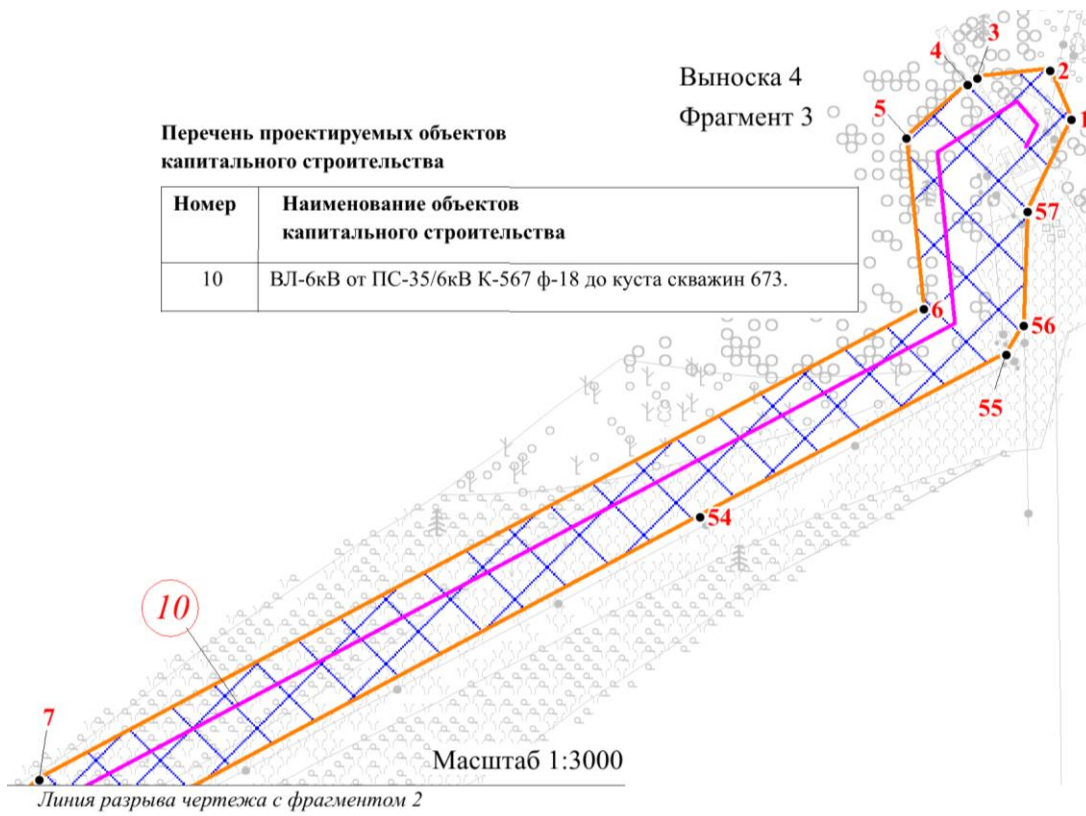 Выноска 4
Фрагмент 3
Перечень проектируемых объектов
капитального строительства
Номер
Наименование объектов
капитального строительства
10
ВЛ-6кВ от ПС-35/6кВ К-567 ф-18 до куста скважин 673.
3
4
2
1
5
57
6
56
55
54
10
7
Масштаб 1:3000
Линия разрыва чертежа с фрагментом 2